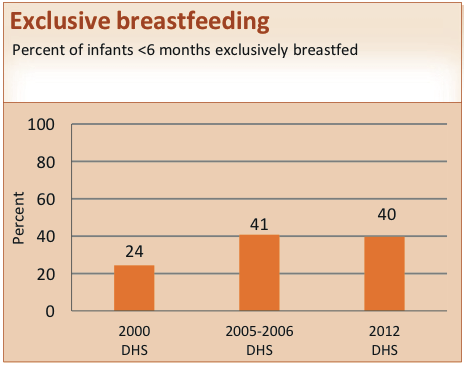 Exclusive breastfeeding
Percent of infants <6 months exclusively breastfed
Percent
100
80
60
40
20
0
24
41
40
2000
DHS
2005-2006
DHS
2012
DHS